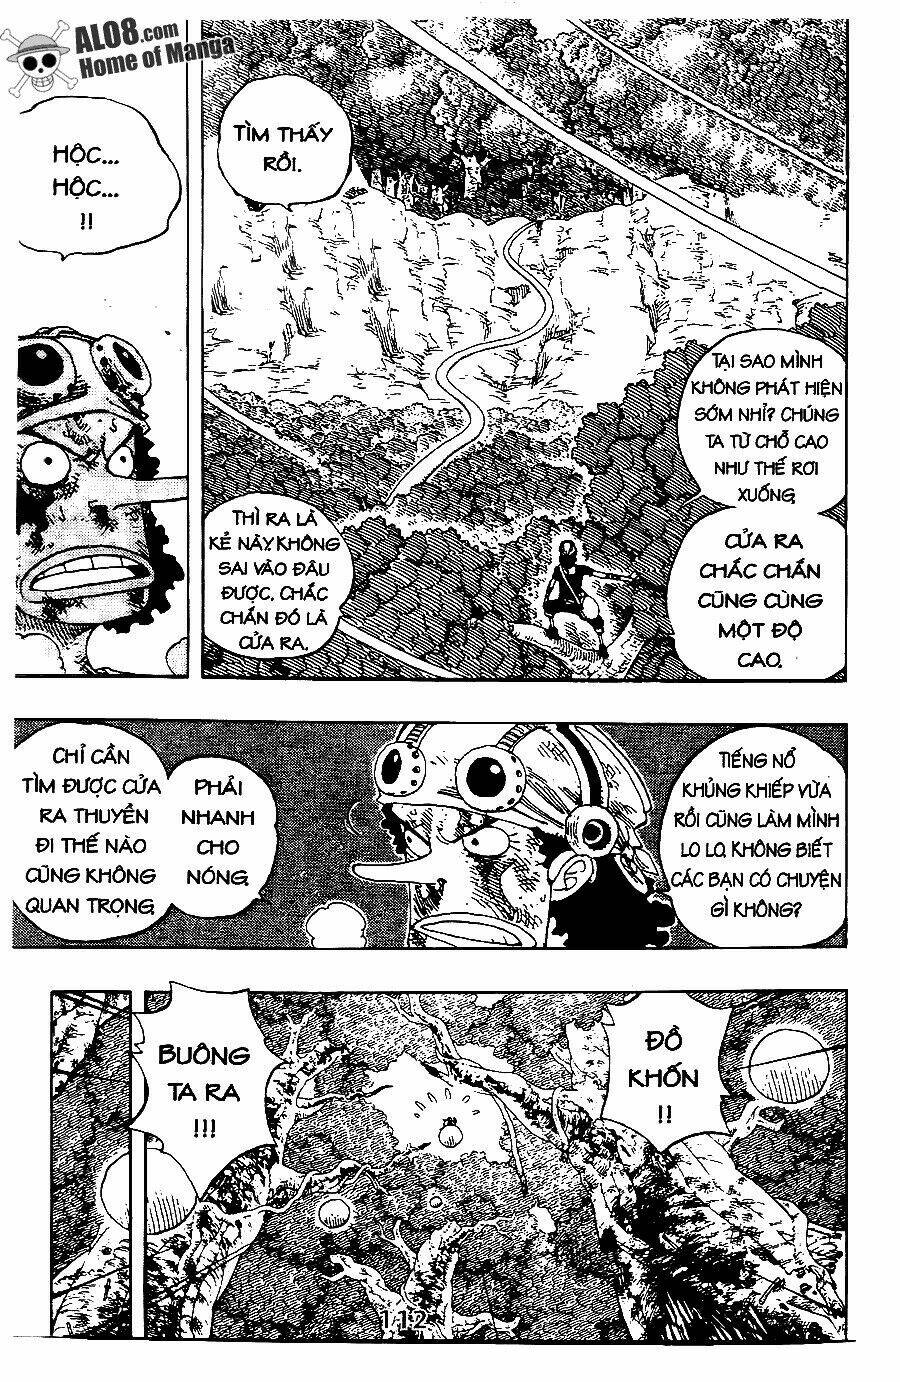 AL08.com
Home of Manga
HỘC...
HỘC...
!!
TÌM THẤY
RỒI.
TẠI SAO MÌNH
KHÔNG PHÁT HIỆN
SỚM NHỈ? CHÚNG
TA TỪ CHỖ CAO
NHƯ THẾ RƠI
XUỐNG.
CỬA RA
CHẮC CHẮN
CŨNG CÙNG
MỘT ĐỘ
CAO.
THÌ RA LÀ
KẺ NÀY KHÔNG
SAI VÀO ĐÂU
ĐƯỢC, CHẮC
CHẮN ĐÓ LÀ
CỬA RA.
TIẾNG NỔ
KHỦNG KHIẾP VỪA
RỒI CŨNG LÀM MÌNH
LO LO. KHÔNG BIẾT
CÁC BẠN CÓ CHUYỆN
GÌ KHÔNG?
PHẢI
NHANH
CHO
NÓNG.
CHỈ CẦN
TÌM ĐƯỢC CỬA
RA THUYỀN
ĐI THẾ NÀO
CŨNG KHÔNG
QUAN TRỌNG.
ĐỒ
KHỐN
!!
BUÔNG
TA RA
!!!
112